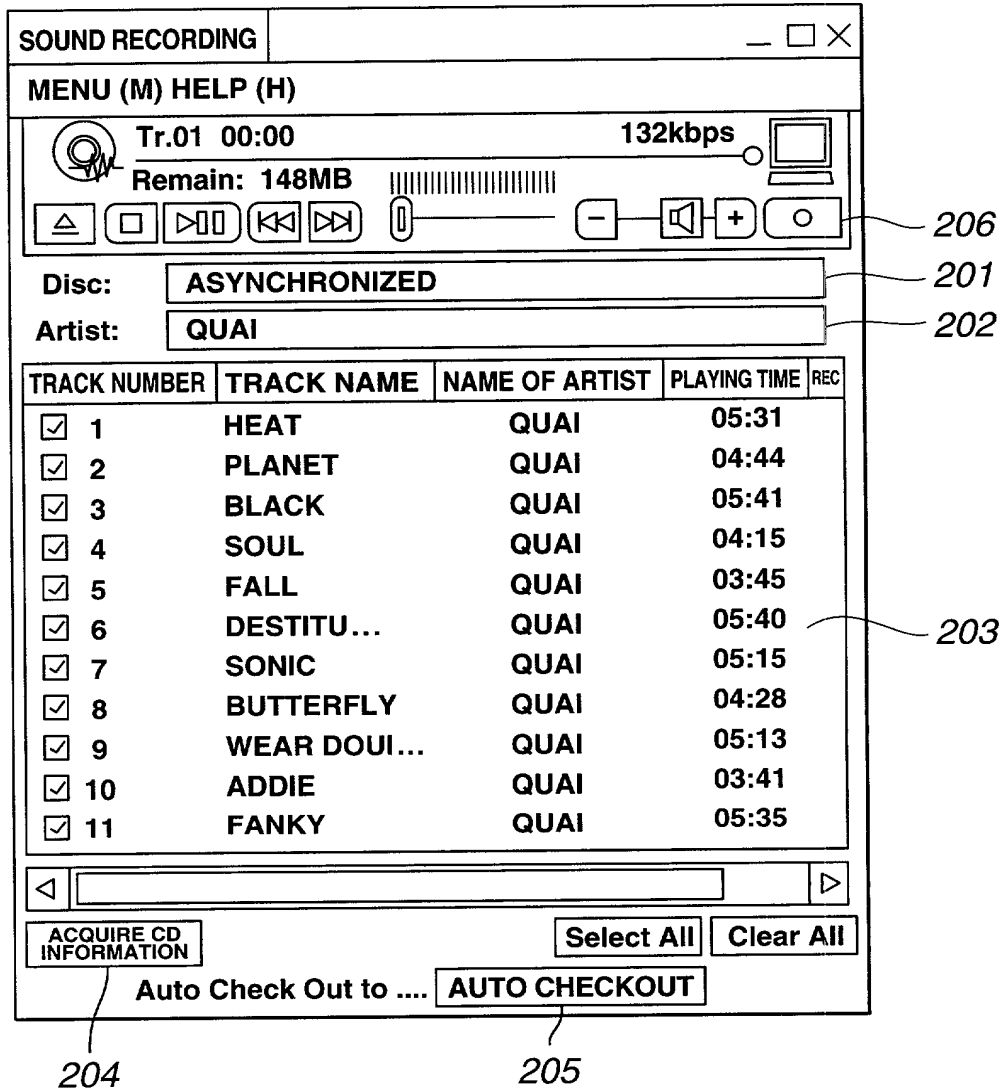 SOUND RECORDING
MENU (M) HELP (H)
Tr.01 00:00 132kbps
Remain: 148MB
206
Disc: ASYNCHRONIZED 201
Artist: QUAI 202
TRACK NUMBER TRACK NAME NAME OF ARTIST PLAYING TIME REC
1 HEAT QUAI 05:31
2 PLANET QUAI 04:44
3 BLACK QUAI 05:41
4 SOUL QUAI 04:15
5 FALL QUAI 03:45
6 DESTITU... QUAI 05:40 203
7 SONIC QUAI 05:15
8 BUTTERFLY QUAI 04:28
9 WEAR DOUI... QUAI 05:13
10 ADDIE QUAI 03:41
11 FANKY QUAI 05:35
ACQUIRE CD
INFORMATION
Select All Clear All
Auto Check Out to .... AUTO CHECKOUT
204 205